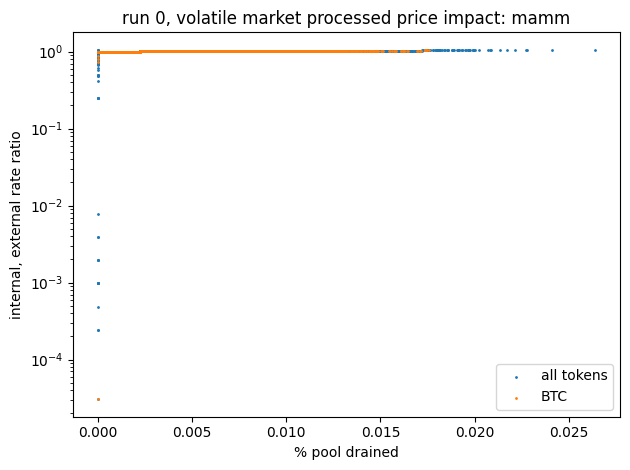 run 0, volatile market processed price impact: mamm
internal, external rate ratio
10^0
10^-1
10^-2
10^-3
10^-4
0.000 0.005 0.010 0.015 0.020 0.025
% pool drained
all tokens
BTC